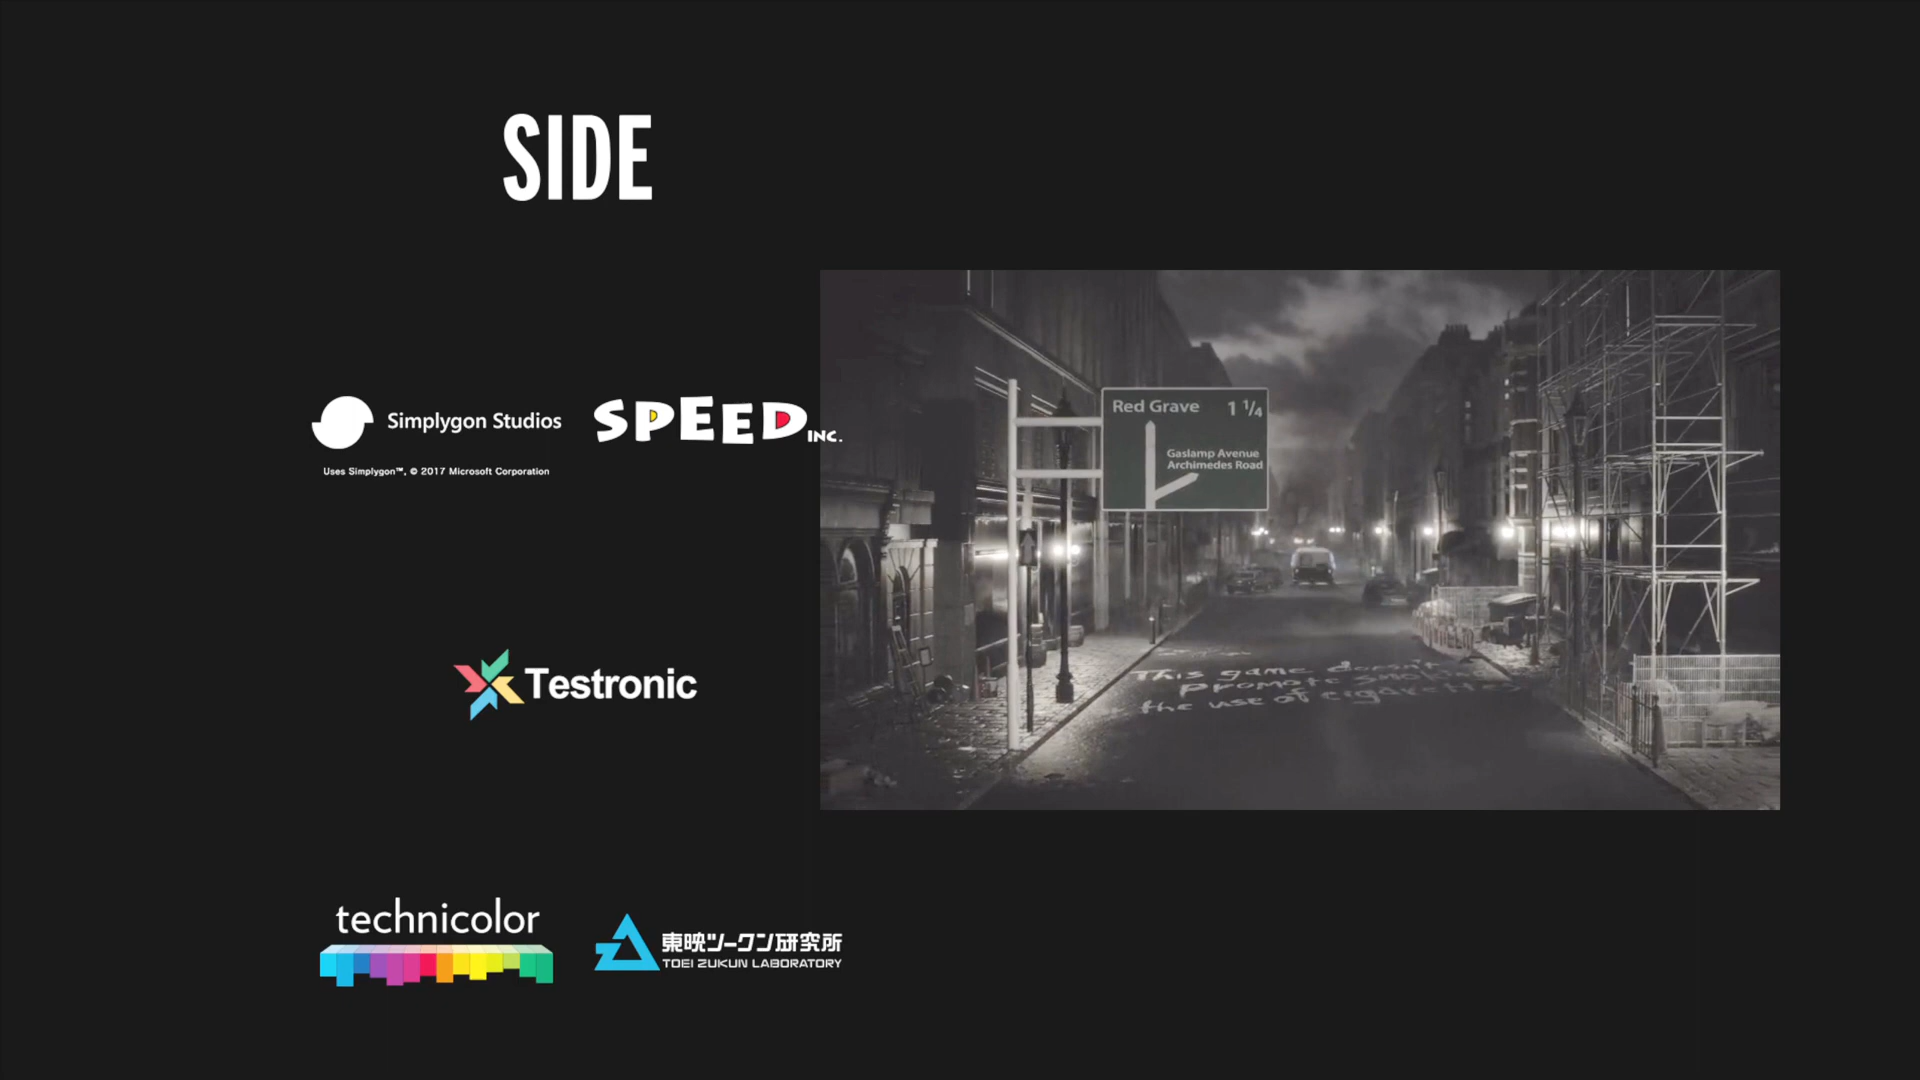 SIDE
Simplygon Studios
Uses Simplygon™, © 2017 Microsoft Corporation
SPEED INC.
Red Grave 1 1/4
Gaslamp Avenue
Archimedes Road
This game doesn't
promote smoking
the use of cigarettes
Testronic
technicolor
東映ツークン研究所
TOEI ZUKUN LABORATORY